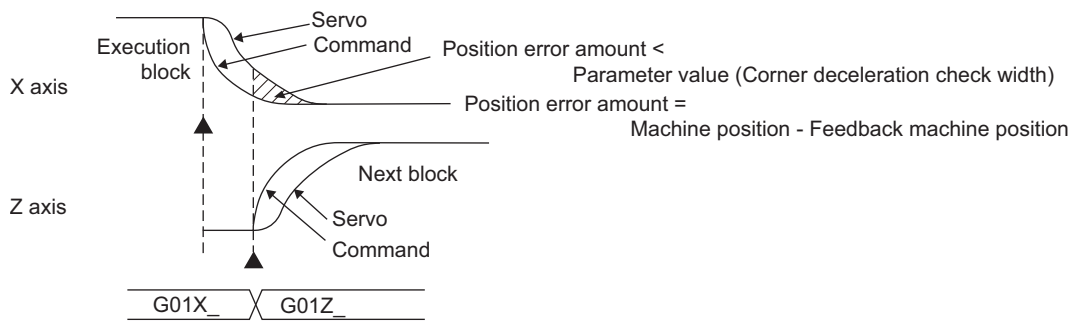 Servo
Command
Execution
block
Position error amount <
Parameter value (Corner deceleration check width)
X axis
Position error amount =
Machine position - Feedback machine position
Next block
Z axis
Servo
Command
G01X_ G01Z_